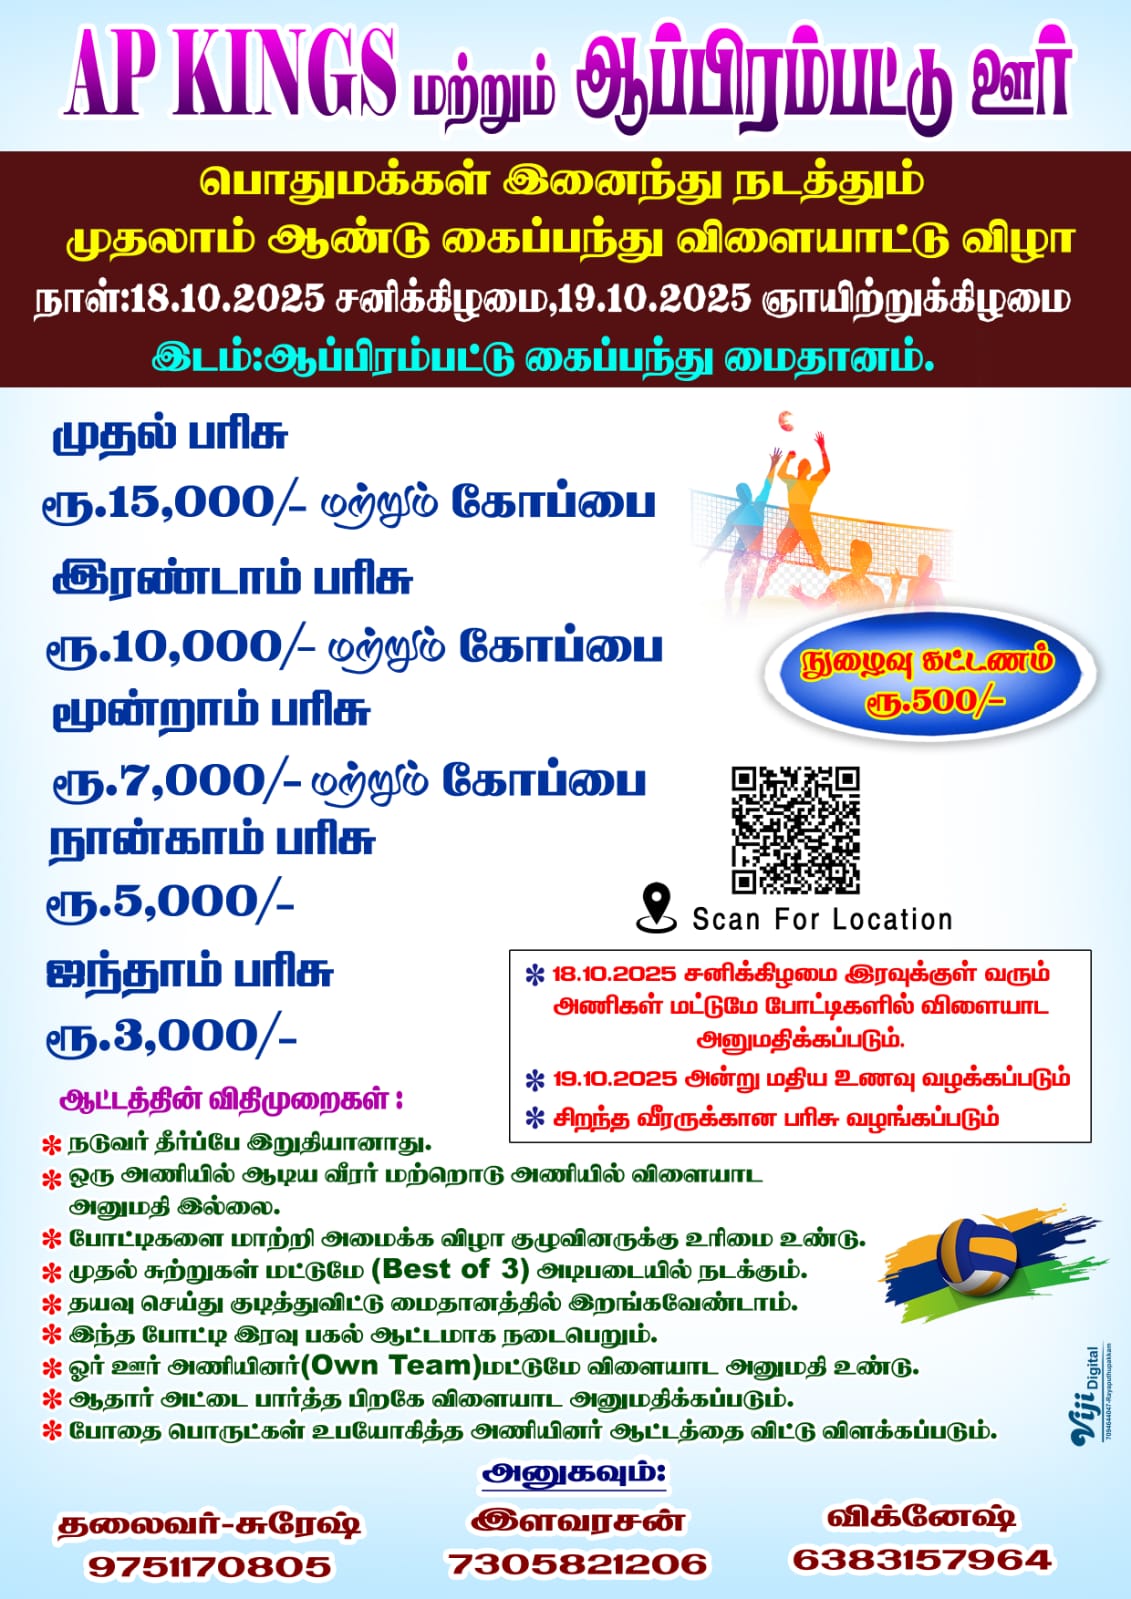 AP KINGS மற்றும் ஆப்பிரம்பட்டு ஊர்
பொதுமக்கள் இனைந்து நடத்தும்
முதலாம் ஆண்டு கைப்பந்து விளையாட்டு விழா
நாள்:18.10.2025 சனிக்கிழமை,19.10.2025 ஞாயிற்றுக்கிழமை
இடம்:ஆப்பிரம்பட்டு கைப்பந்து மைதானம்.
முதல் பரிசு
ரூ.15,000/- மற்றும் கோப்பை
இரண்டாம் பரிசு
ரூ.10,000/- மற்றும் கோப்பை
மூன்றாம் பரிசு
ரூ.7,000/- மற்றும் கோப்பை
நான்காம் பரிசு
ரூ.5,000/-
ஐந்தாம் பரிசு
ரூ.3,000/-
நுழைவு கட்டணம்
ரூ.500/-
Scan For Location
* 18.10.2025 சனிக்கிழமை இரவுக்குள் வரும்
அணிகள் மட்டுமே போட்டிகளில் விளையாட
அனுமதிக்கப்படும்.
* 19.10.2025 அன்று மதிய உணவு வழக்கப்படும்
* சிறந்த வீரருக்கான பரிசு வழங்கப்படும்
ஆட்டத்தின் விதிமுறைகள் :
* நடுவர் தீர்ப்பே இறுதியானாது.
* ஒரு அணியில் ஆடிய வீரர் மற்றொடு அணியில் விளையாட
அனுமதி இல்லை.
* போட்டிகளை மாற்றி அமைக்க விழா குழுவினருக்கு உரிமை உண்டு.
* முதல் சுற்றுகள் மட்டுமே (Best of 3) அடிபடையில் நடக்கும்.
* தயவு செய்து குடித்துவிட்டு மைதானத்தில் இறங்கவேண்டாம்.
* இந்த போட்டி இரவு பகல் ஆட்டமாக நடைபெறும்.
* ஓர் ஊர் அணியினர்(Own Team)மட்டுமே விளையாட அனுமதி உண்டு.
* ஆதார் அட்டை பார்த்த பிறகே விளையாட அனுமதிக்கப்படும்.
* போதை பொருட்கள் உபயோகித்த அணியினர் ஆட்டத்தை விட்டு விளக்கப்படும்.
Viji Digital
7094644047-Rayaputhupakkam
அனுகவும்:
தலைவர்-சுரேஷ்
9751170805
இளவரசன்
7305821206
விக்னேஷ்
6383157964